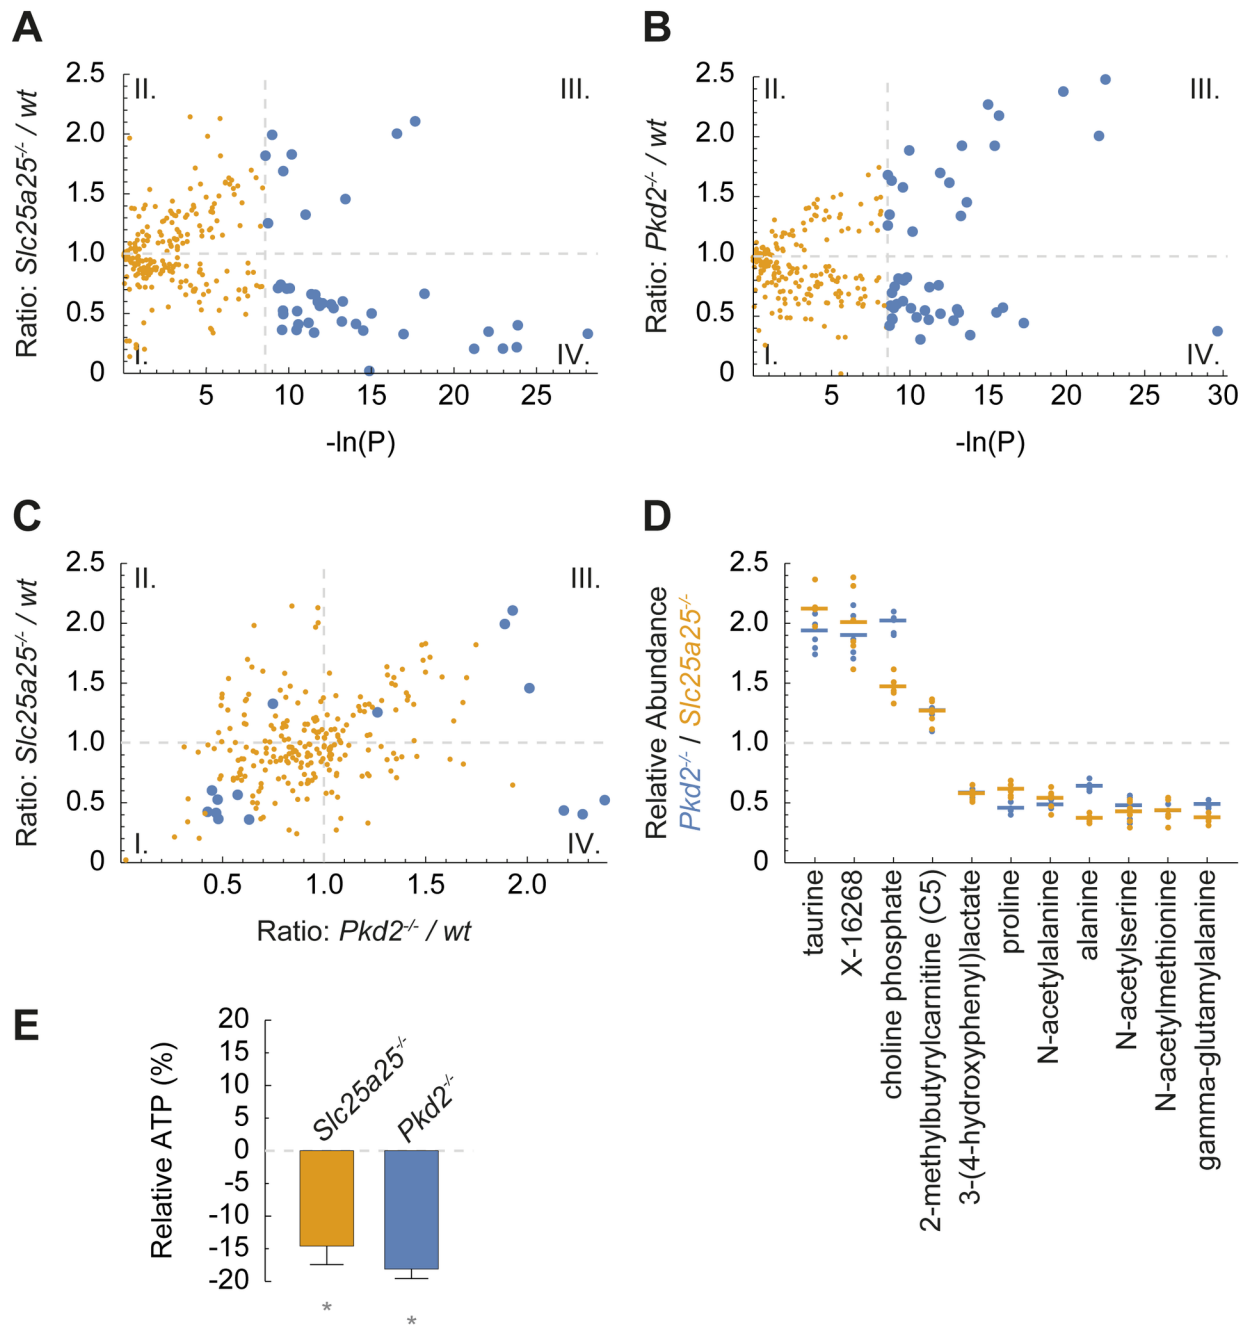 A
Ratio: Slc25a25-/- / wt
2.5
2.0
1.5
1.0
0.5
0
II.
III.
I.
IV.
5
10
15
20
25
-ln(P)
B
Ratio: Pkd2-/- / wt
2.5
2.0
1.5
1.0
0.5
0
II.
III.
I.
IV.
5
10
15
20
25
30
-ln(P)
C
Ratio: Slc25a25-/- / wt
2.5
2.0
1.5
1.0
0.5
0
II.
III.
I.
IV.
0.5
1.0
1.5
2.0
Ratio: Pkd2-/- / wt
D
Relative Abundance
Pkd2-/- / Slc25a25-/-
2.5
2.0
1.5
1.0
0.5
0
taurine
X-16268
choline phosphate
2-methylbutyrylcarnitine (C5)
3-(4-hydroxyphenyl)lactate
proline
N-acetylalanine
alanine
N-acetylserine
N-acetylmethionine
gamma-glutamylalanine
E
Relative ATP (%)
20
15
10
5
0
-5
-10
-15
-20
Slc25a25-/-
Pkd2-/-
*
*